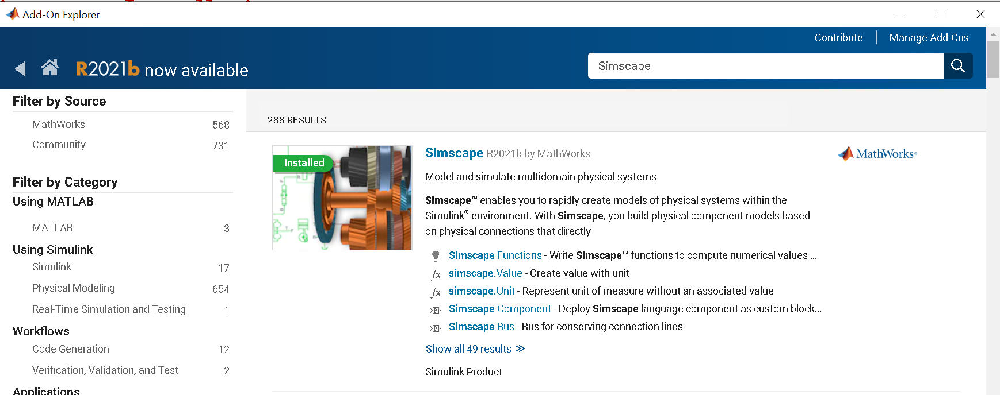 Add-On Explorer
Contribute | Manage Add-Ons
R2021b now available
Simscape
Filter by Source
MathWorks 568
Community 731
Filter by Category
Using MATLAB
MATLAB 3
Using Simulink
Simulink 17
Physical Modeling 654
Real-Time Simulation and Testing 1
Workflows
Code Generation 12
Verification, Validation, and Test 2
Applications
288 RESULTS
Installed
Simscape R2021b by MathWorks
MathWorks®
Model and simulate multidomain physical systems
Simscape™ enables you to rapidly create models of physical systems within the
Simulink® environment. With Simscape, you build physical component models based
on physical connections that directly
Simscape Functions - Write Simscape™ functions to compute numerical values ...
fx simscape.Value - Create value with unit
fx simscape.Unit - Represent unit of measure without an associated value
Simscape Component - Deploy Simscape language component as custom block...
Simscape Bus - Bus for conserving connection lines
Show all 49 results ≫
Simulink Product